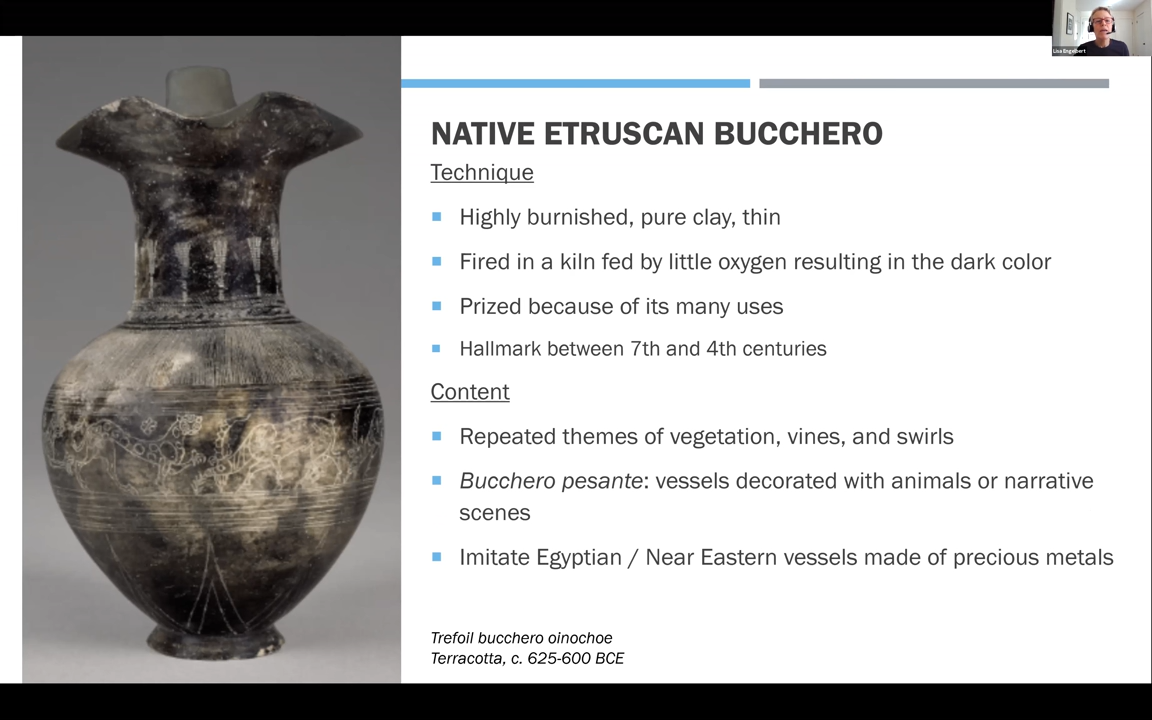 Lisa Engelbert
NATIVE ETRUSCAN BUCCHERO
Technique
Highly burnished, pure clay, thin
Fired in a kiln fed by little oxygen resulting in the dark color
Prized because of its many uses
Hallmark between 7th and 4th centuries
Content
Repeated themes of vegetation, vines, and swirls
Bucchero pesante: vessels decorated with animals or narrative
scenes
Imitate Egyptian / Near Eastern vessels made of precious metals
Trefoil bucchero oinochoe
Terracotta, c. 625-600 BCE